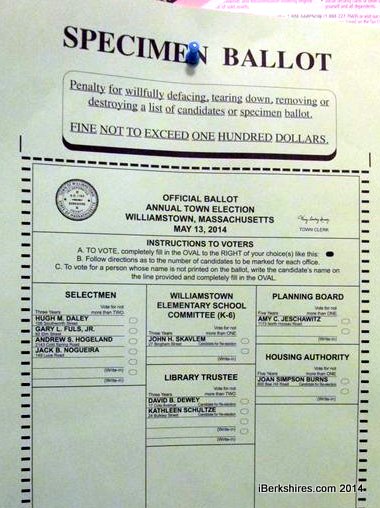 SPECIMEN BALLOT
Penalty for willfully defacing, tearing down, removing or
destroying a list of candidates or specimen ballot.
FINE NOT TO EXCEED ONE HUNDRED DOLLARS.
OFFICIAL BALLOT
ANNUAL TOWN ELECTION
WILLIAMSTOWN, MASSACHUSETTS
MAY 13, 2014
TOWN CLERK
INSTRUCTIONS TO VOTERS
A. TO VOTE, completely fill in the OVAL to the RIGHT of your choice(s) like this:
B. Follow directions as to the number of candidates to be marked for each office.
C. To vote for a person whose name is not printed on the ballot, write the candidate's name on
the line provided and completely fill in the OVAL.
SELECTMEN
Vote for not
Three Years more than TWO.
HUGH M. DALEY
GARY L. FULS, JR.
ANDREW S. HOGELAND
JACK B. NOGUEIRA
(Write-in)
(Write-in)
WILLIAMSTOWN
ELEMENTARY SCHOOL
COMMITTEE (K-6)
Vote for not
Three Years more than ONE.
JOHN H. SKAVLEM
Candidate for Re-election
(Write-in)
LIBRARY TRUSTEE
Vote for not
Three Years more than TWO.
DAVID B. DEWEY
Candidate for Re-election
KATHLEEN SCHULTZE
Candidate for Re-election
(Write-in)
(Write-in)
PLANNING BOARD
Vote for not
Five Years more than ONE.
AMY C. JESCHAWITZ
(Write-in)
HOUSING AUTHORITY
Vote for not
Five Years more than ONE.
JOAN SIMPSON BURNS
Candidate for Re-election
(Write-in)
iBerkshires.com 2014